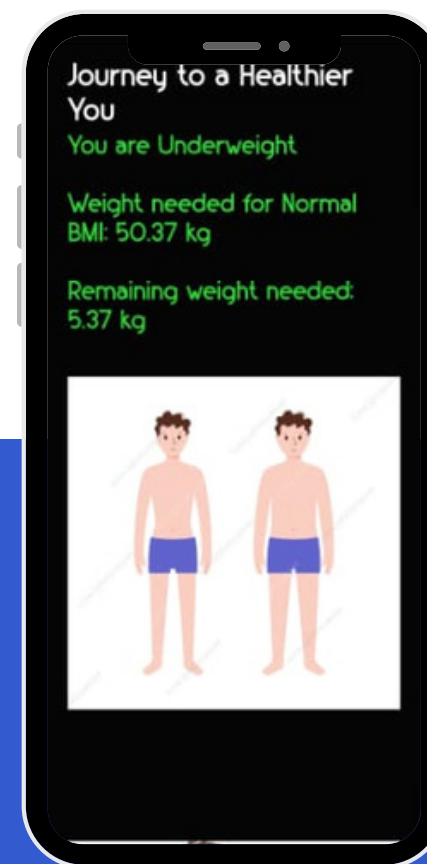 Journey to a Healthier
You
You are Underweight
Weight needed for Normal
BMI: 50.37 kg
Remaining weight needed:
5.37 kg